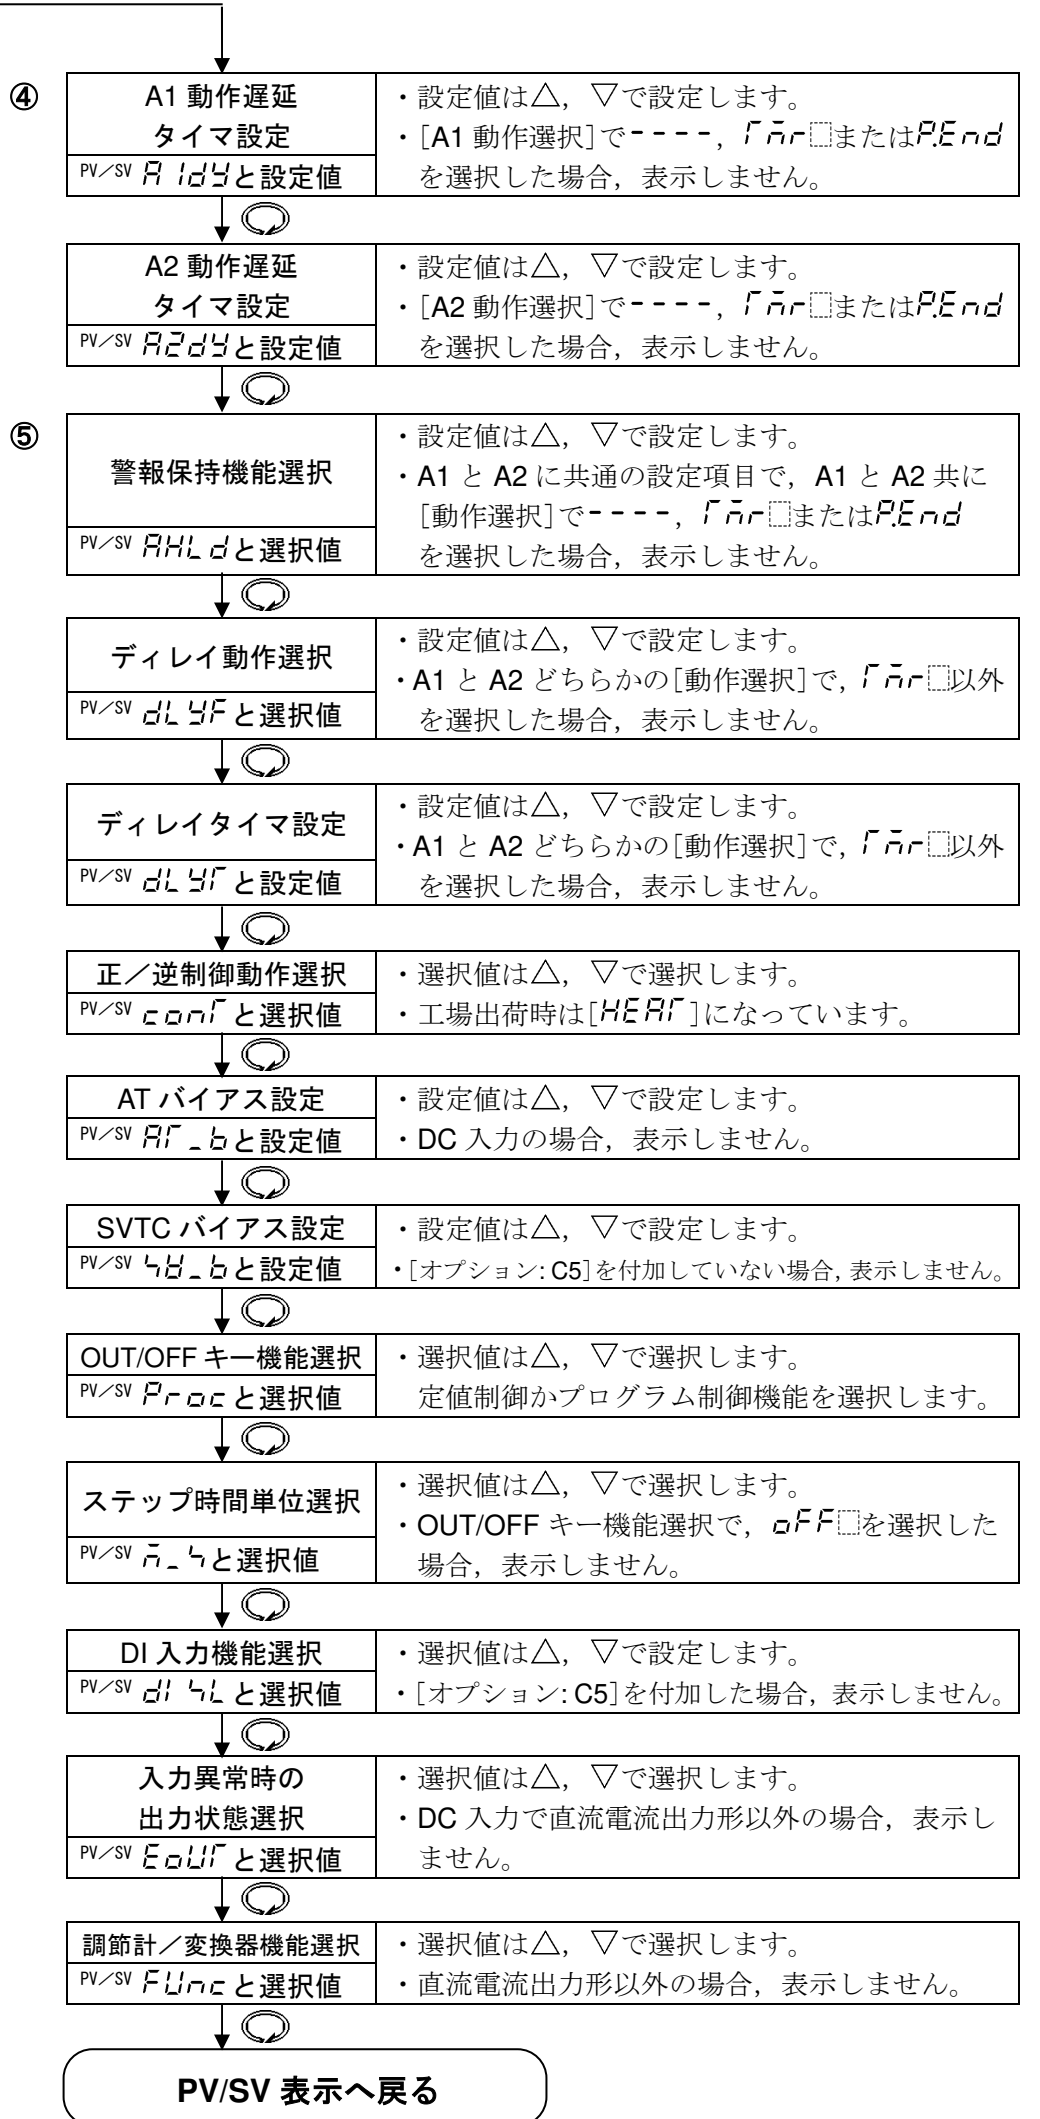 ④
A1 動作遅延
タイマ設定
PV／SV A1dYと設定値
・設定値は△，▽で設定します。
・[A1 動作選択]で----，TmrまたはP.End
を選択した場合，表示しません。
A2 動作遅延
タイマ設定
PV／SV A2dYと設定値
・設定値は△，▽で設定します。
・[A2 動作選択]で----，TmrまたはP.End
を選択した場合，表示しません。
⑤
警報保持機能選択
PV／SV AHLdと選択値
・設定値は△，▽で設定します。
・A1 と A2 に共通の設定項目で，A1 と A2 共に
[動作選択]で----，TmrまたはP.End
を選択した場合，表示しません。
ディレイ動作選択
PV／SV dLYFと選択値
・設定値は△，▽で設定します。
・A1 と A2 どちらかの[動作選択]で，Tmr以外
を選択した場合，表示しません。
ディレイタイマ設定
PV／SV dLYTと設定値
・設定値は△，▽で設定します。
・A1 と A2 どちらかの[動作選択]で，Tmr以外
を選択した場合，表示しません。
正／逆制御動作選択
PV／SV conTと選択値
・選択値は△，▽で選択します。
・工場出荷時は[HEAT]になっています。
AT バイアス設定
PV／SV AT_bと設定値
・設定値は△，▽で設定します。
・DC 入力の場合，表示しません。
SVTC バイアス設定
PV／SV SV_bと設定値
・設定値は△，▽で設定します。
・[オプション: C5]を付加していない場合，表示しません。
OUT/OFF キー機能選択
PV／SV Procと選択値
・選択値は△，▽で選択します。
定値制御かプログラム制御機能を選択します。
ステップ時間単位選択
PV／SV m_Sと選択値
・選択値は△，▽で選択します。
・OUT/OFF キー機能選択で，oFFを選択した
場合，表示しません。
DI 入力機能選択
PV／SV dISLと選択値
・選択値は△，▽で設定します。
・[オプション: C5]を付加した場合，表示しません。
入力異常時の
出力状態選択
PV／SV EoUTと選択値
・選択値は△，▽で選択します。
・DC 入力で直流電流出力形以外の場合，表示し
ません。
調節計／変換器機能選択
PV／SV FUncと選択値
・選択値は△，▽で選択します。
・直流電流出力形以外の場合，表示しません。
PV/SV 表示へ戻る